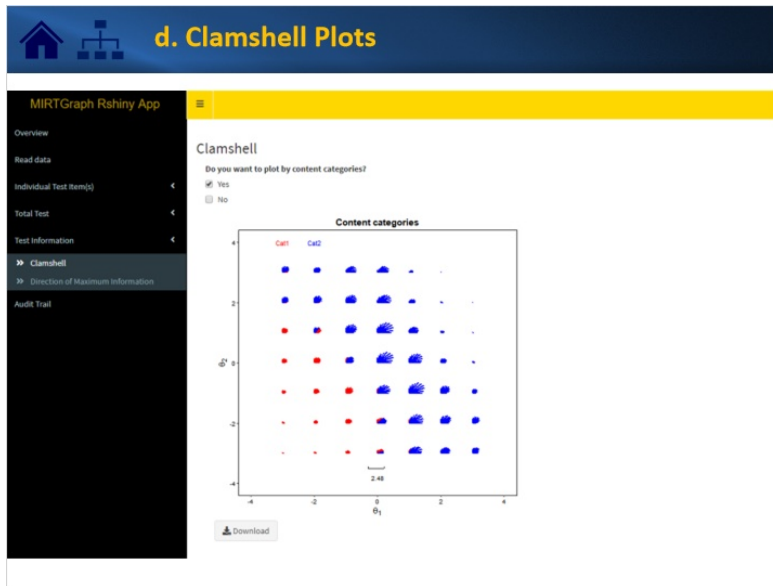 d. Clamshell Plots
MIRTGraph Rshiny App
Overview
Read data
Individual Test Item(s)
Total Test
Test Information
Clamshell
Direction of Maximum Information
Audit Trail
Clamshell
Do you want to plot by content categories?
Yes
No
Content categories
Cat1 Cat2
4
2
0
-2
-4
θ2
2.48
-4 -2 0 2 4
θ1
Download